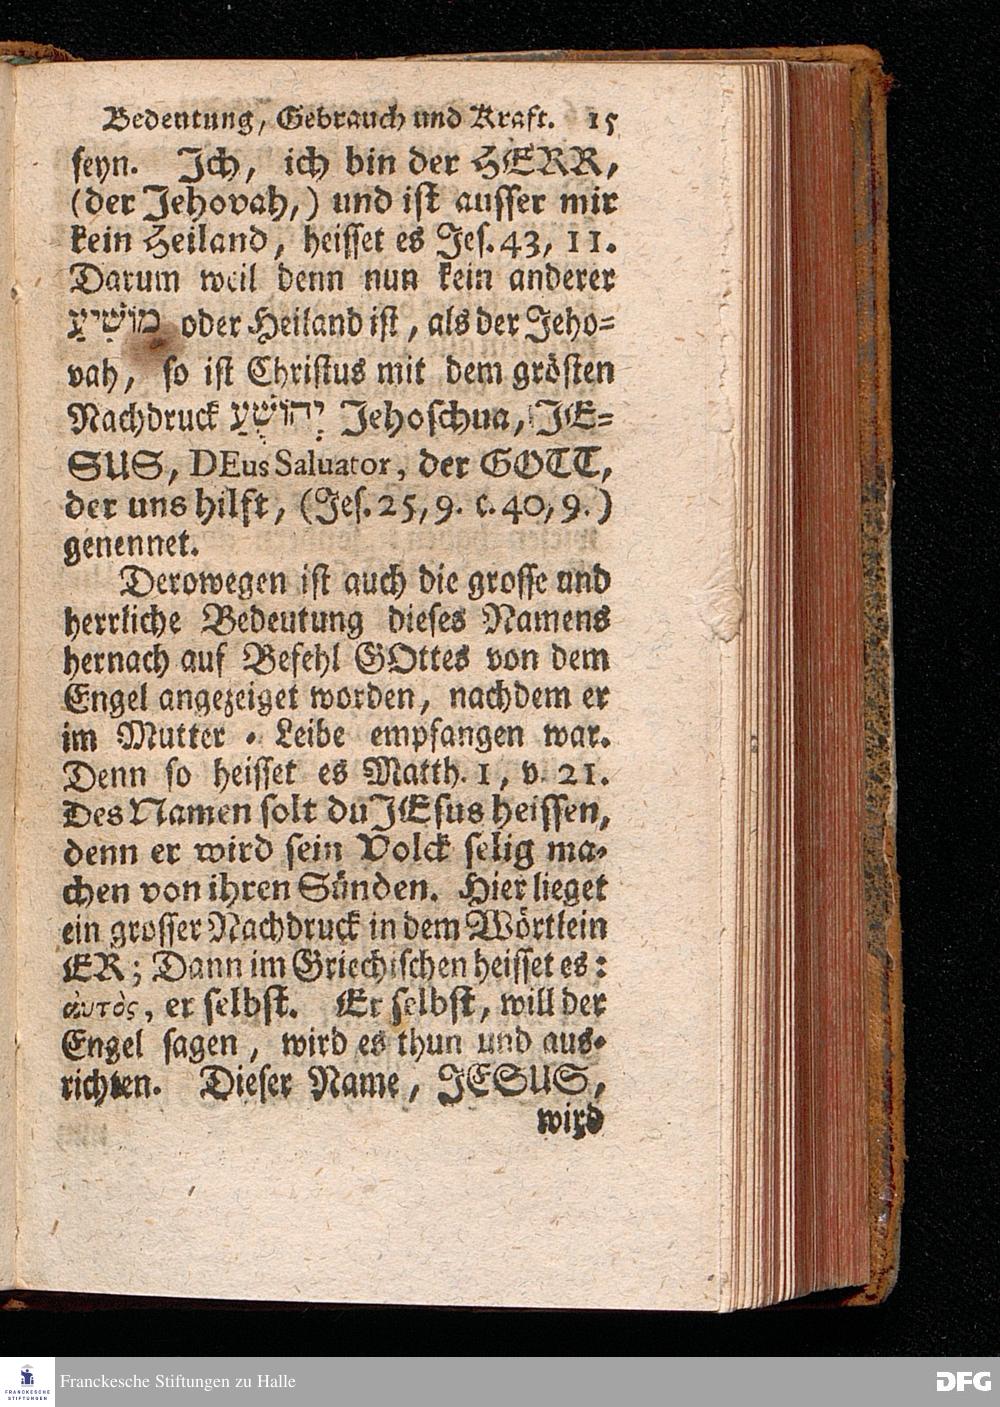 Bedeutung, Gebrauch und Kraft. 15
seyn. Ich, ich bin der HERR,
(der Jehovah,) und ist ausser mir
kein Heiland, heisset es Jes. 43, 11.
Darum weil denn nun kein anderer
מוֹשִׁיעַ oder Heiland ist, als der Jeho=
vah, so ist Christus mit dem grösten
Nachdruck יְהוֹשֻׁעַ Jehoschua, JE=
SUS, DEus Saluator, der GOTT,
der uns hilft, (Jes. 25, 9. c. 40, 9.)
genennet.
Derowegen ist auch die grosse und
herrliche Bedeutung dieses Namens
hernach auf Befehl GOttes von dem
Engel angezeiget worden, nachdem er
im Mutter = Leibe empfangen war.
Denn so heisset es Matth. 1, v. 21.
Des Namen solt du JEsus heissen,
denn er wird sein Volck selig ma=
chen von ihren Sünden. Hier lieget
ein grosser Nachdruck in dem Wörtlein
ER; Dann im Griechischen heisset es:
ἀυτὸς, er selbst. Er selbst, will der
Engel sagen, wird es thun und aus=
richten. Dieser Name, JESUS,
wird
FRANCKESCHE
STIFTUNGEN
Franckesche Stiftungen zu Halle
DFG